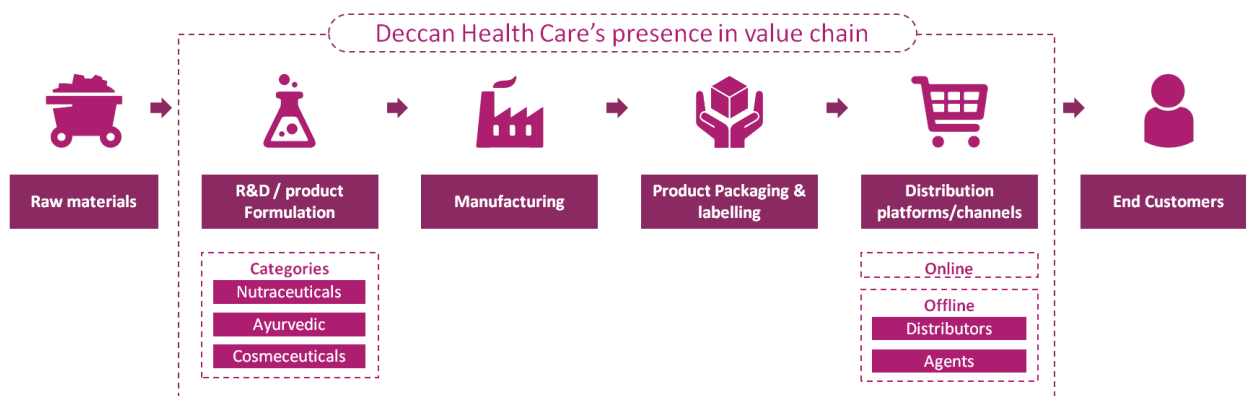 Deccan Health Care's presence in value chain
Raw materials
R&D / product
Formulation
Manufacturing
Product Packaging &
labelling
Distribution
platforms/channels
End Customers
Categories
Nutraceuticals
Ayurvedic
Cosmeceuticals
Online
Offline
Distributors
Agents